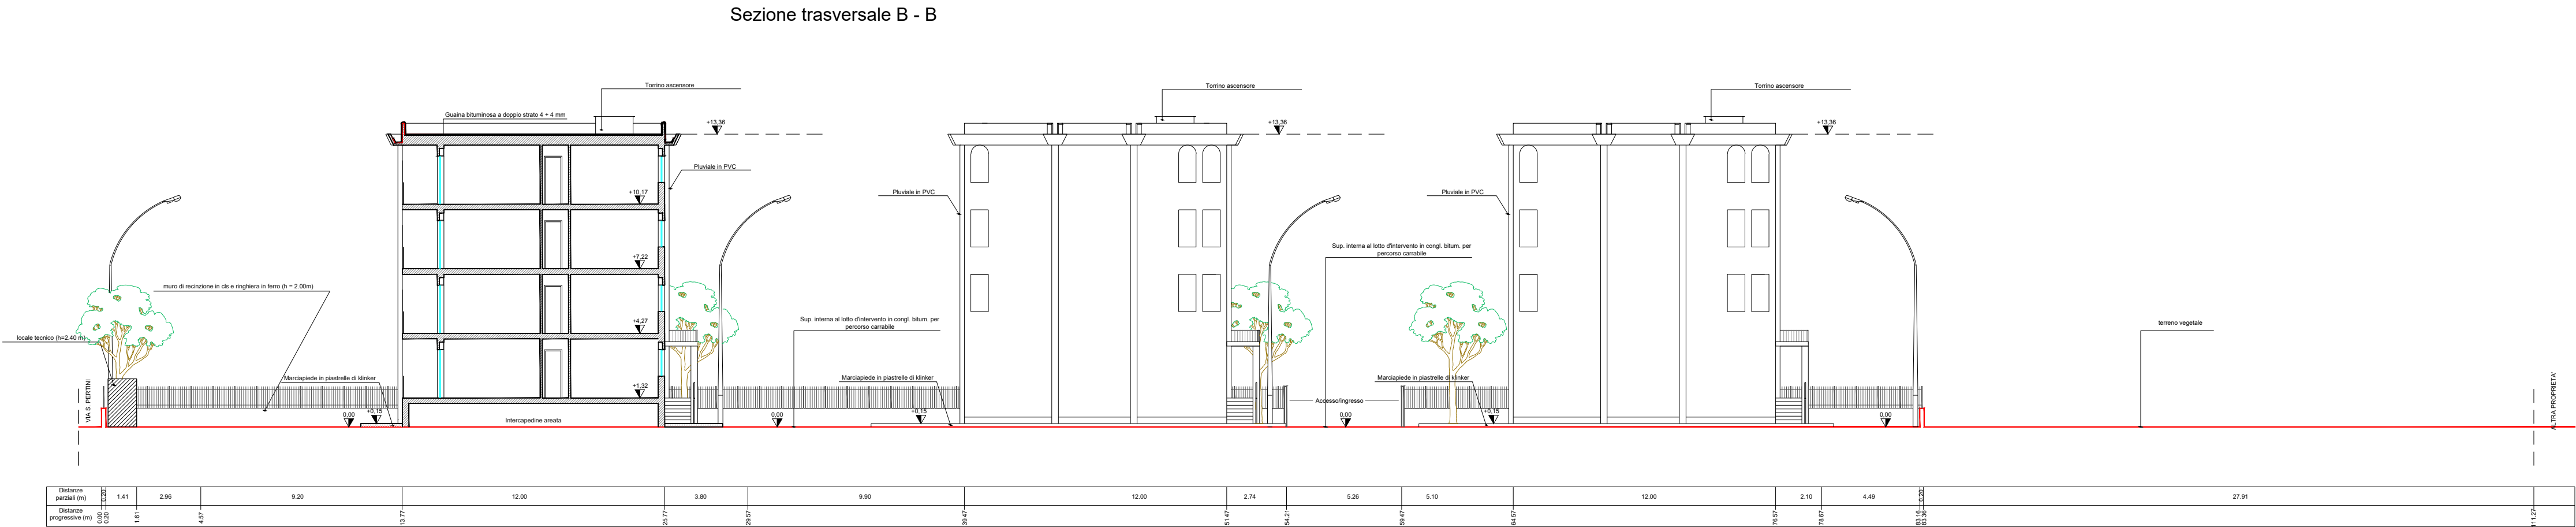 Sezione trasversale B - B
Torrino ascensore
Torrino ascensore
Torrino ascensore
Guaina bituminosa a doppio strato 4 + 4 mm
+13,36
+13,36
+13,36
Pluviale in PVC
Pluviale in PVC
Pluviale in PVC
+10,17
+7,22
+4,27
+1,32
Sup. interna al lotto d'intervento in congl. bitum. per
percorso carrabile
muro di recinzione in cls e ringhiera in ferro (h = 2.00m)
Sup. interna al lotto d'intervento in congl. bitum. per
percorso carrabile
terreno vegetale
locale tecnico (h=2.40 m)
Marciapiede in piastrelle di klinker
Marciapiede in piastrelle di klinker
Marciapiede in piastrelle di klinker
VIA S. PERTINI
ALTRA PROPRIETA'
Accesso/ingresso
0,00
+0,15
Intercapedine areata
0,00
+0,15
0,00
+0,15
0,00
Distanze
parziali (m)
0.20
1.41
2.96
9.20
12.00
3.80
9.90
12.00
2.74
5.26
5.10
12.00
2.10
4.49
0.20
27.91
Distanze
progressive (m)
0.00
0.20
1.61
4.57
13.77
25.77
29.57
39.47
51.47
54.21
59.47
64.57
76.57
78.67
83.16
83.36
111.27